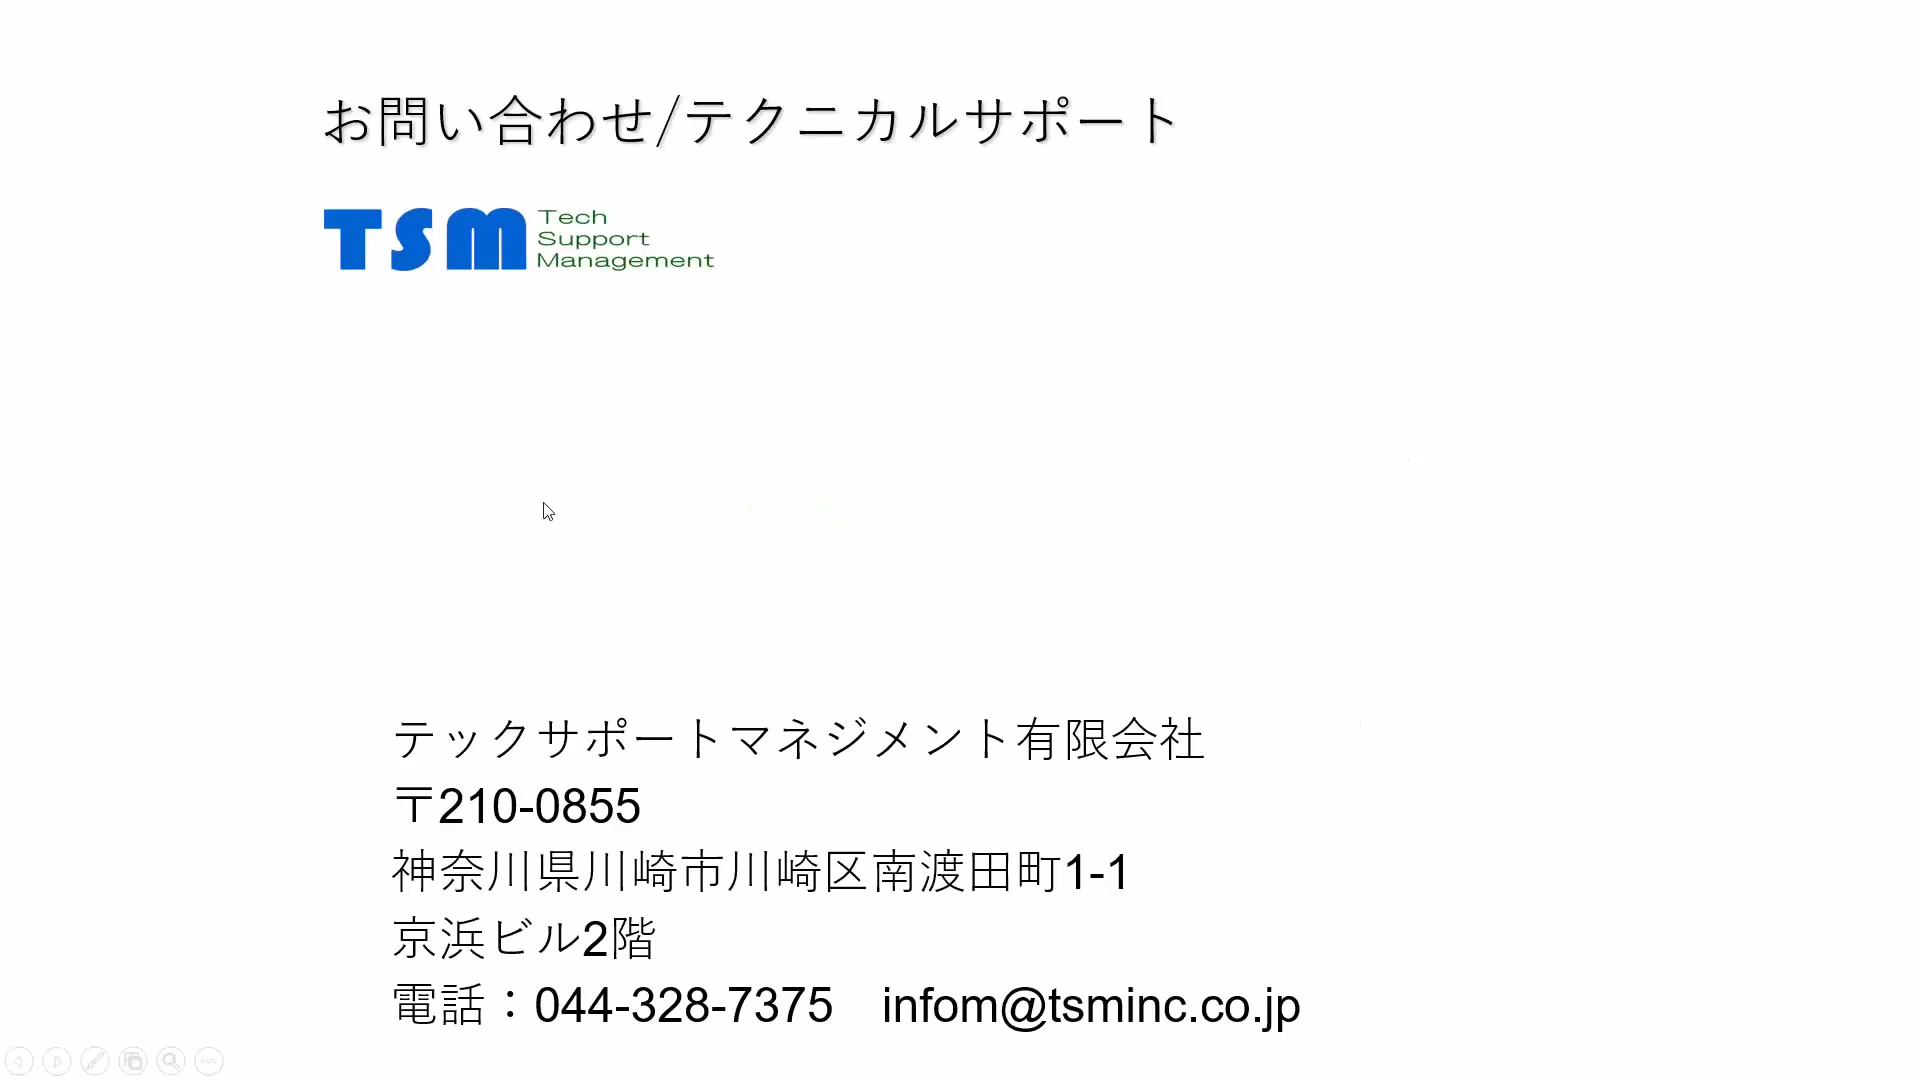 お問い合わせ/テクニカルサポート
TSM
Tech
Support
Management
テックサポートマネジメント有限会社
〒210-0855
神奈川県川崎市川崎区南渡田町1-1
京浜ビル2階
電話：044-328-7375　infom@tsminc.co.jp